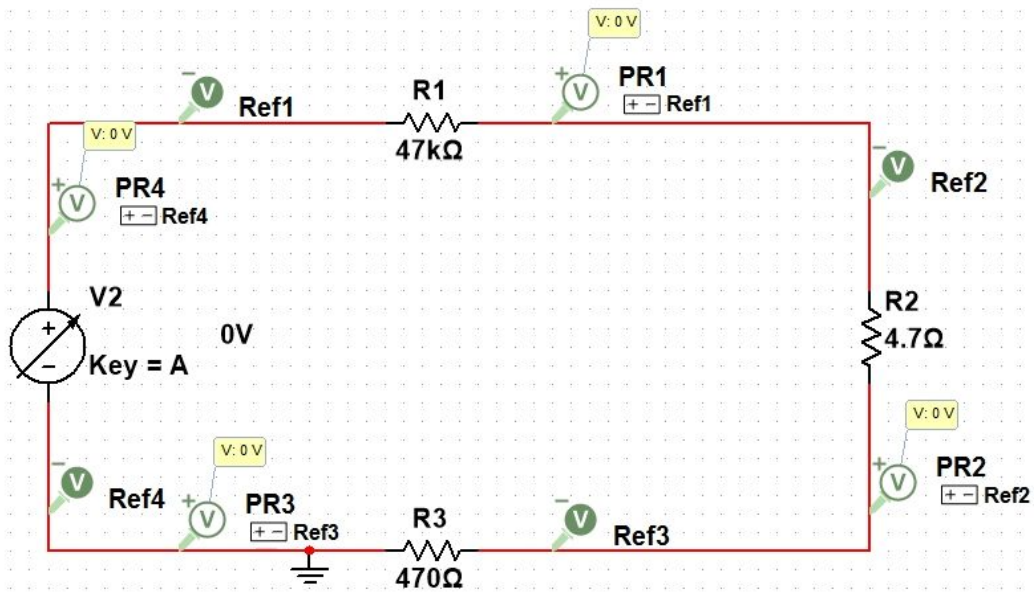 V: 0 V
R1
PR1
Ref1
+ - Ref1
47kΩ
V: 0 V
PR4
+ - Ref4
Ref2
V2
R2
0V
4.7Ω
Key = A
V: 0 V
V: 0 V
PR2
+ - Ref2
Ref4
PR3
+ - Ref3
R3
Ref3
470Ω